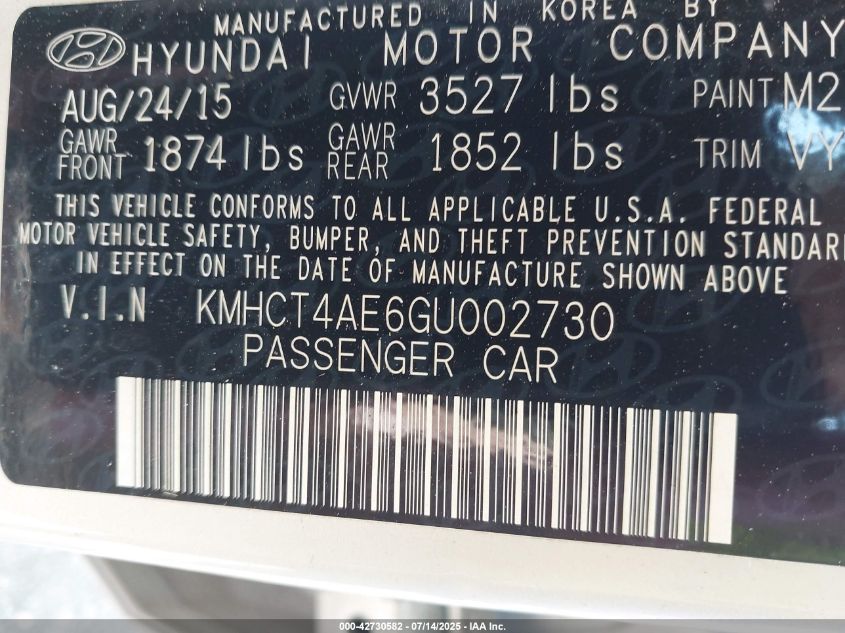 MANUFACTURED IN KOREA BY
HYUNDAI MOTOR COMPANY
AUG/24/15 GVWR 3527 lbs PAINT M2
GAWR FRONT 1874 lbs GAWR REAR 1852 lbs TRIM VY
THIS VEHICLE CONFORMS TO ALL APPLICABLE U.S.A. FEDERAL
MOTOR VEHICLE SAFETY, BUMPER, AND THEFT PREVENTION STANDARD
IN EFFECT ON THE DATE OF MANUFACTURE SHOWN ABOVE
V.I.N KMHCT4AE6GU002730
PASSENGER CAR
000-42730582 - 07/14/2025 - IAA Inc.